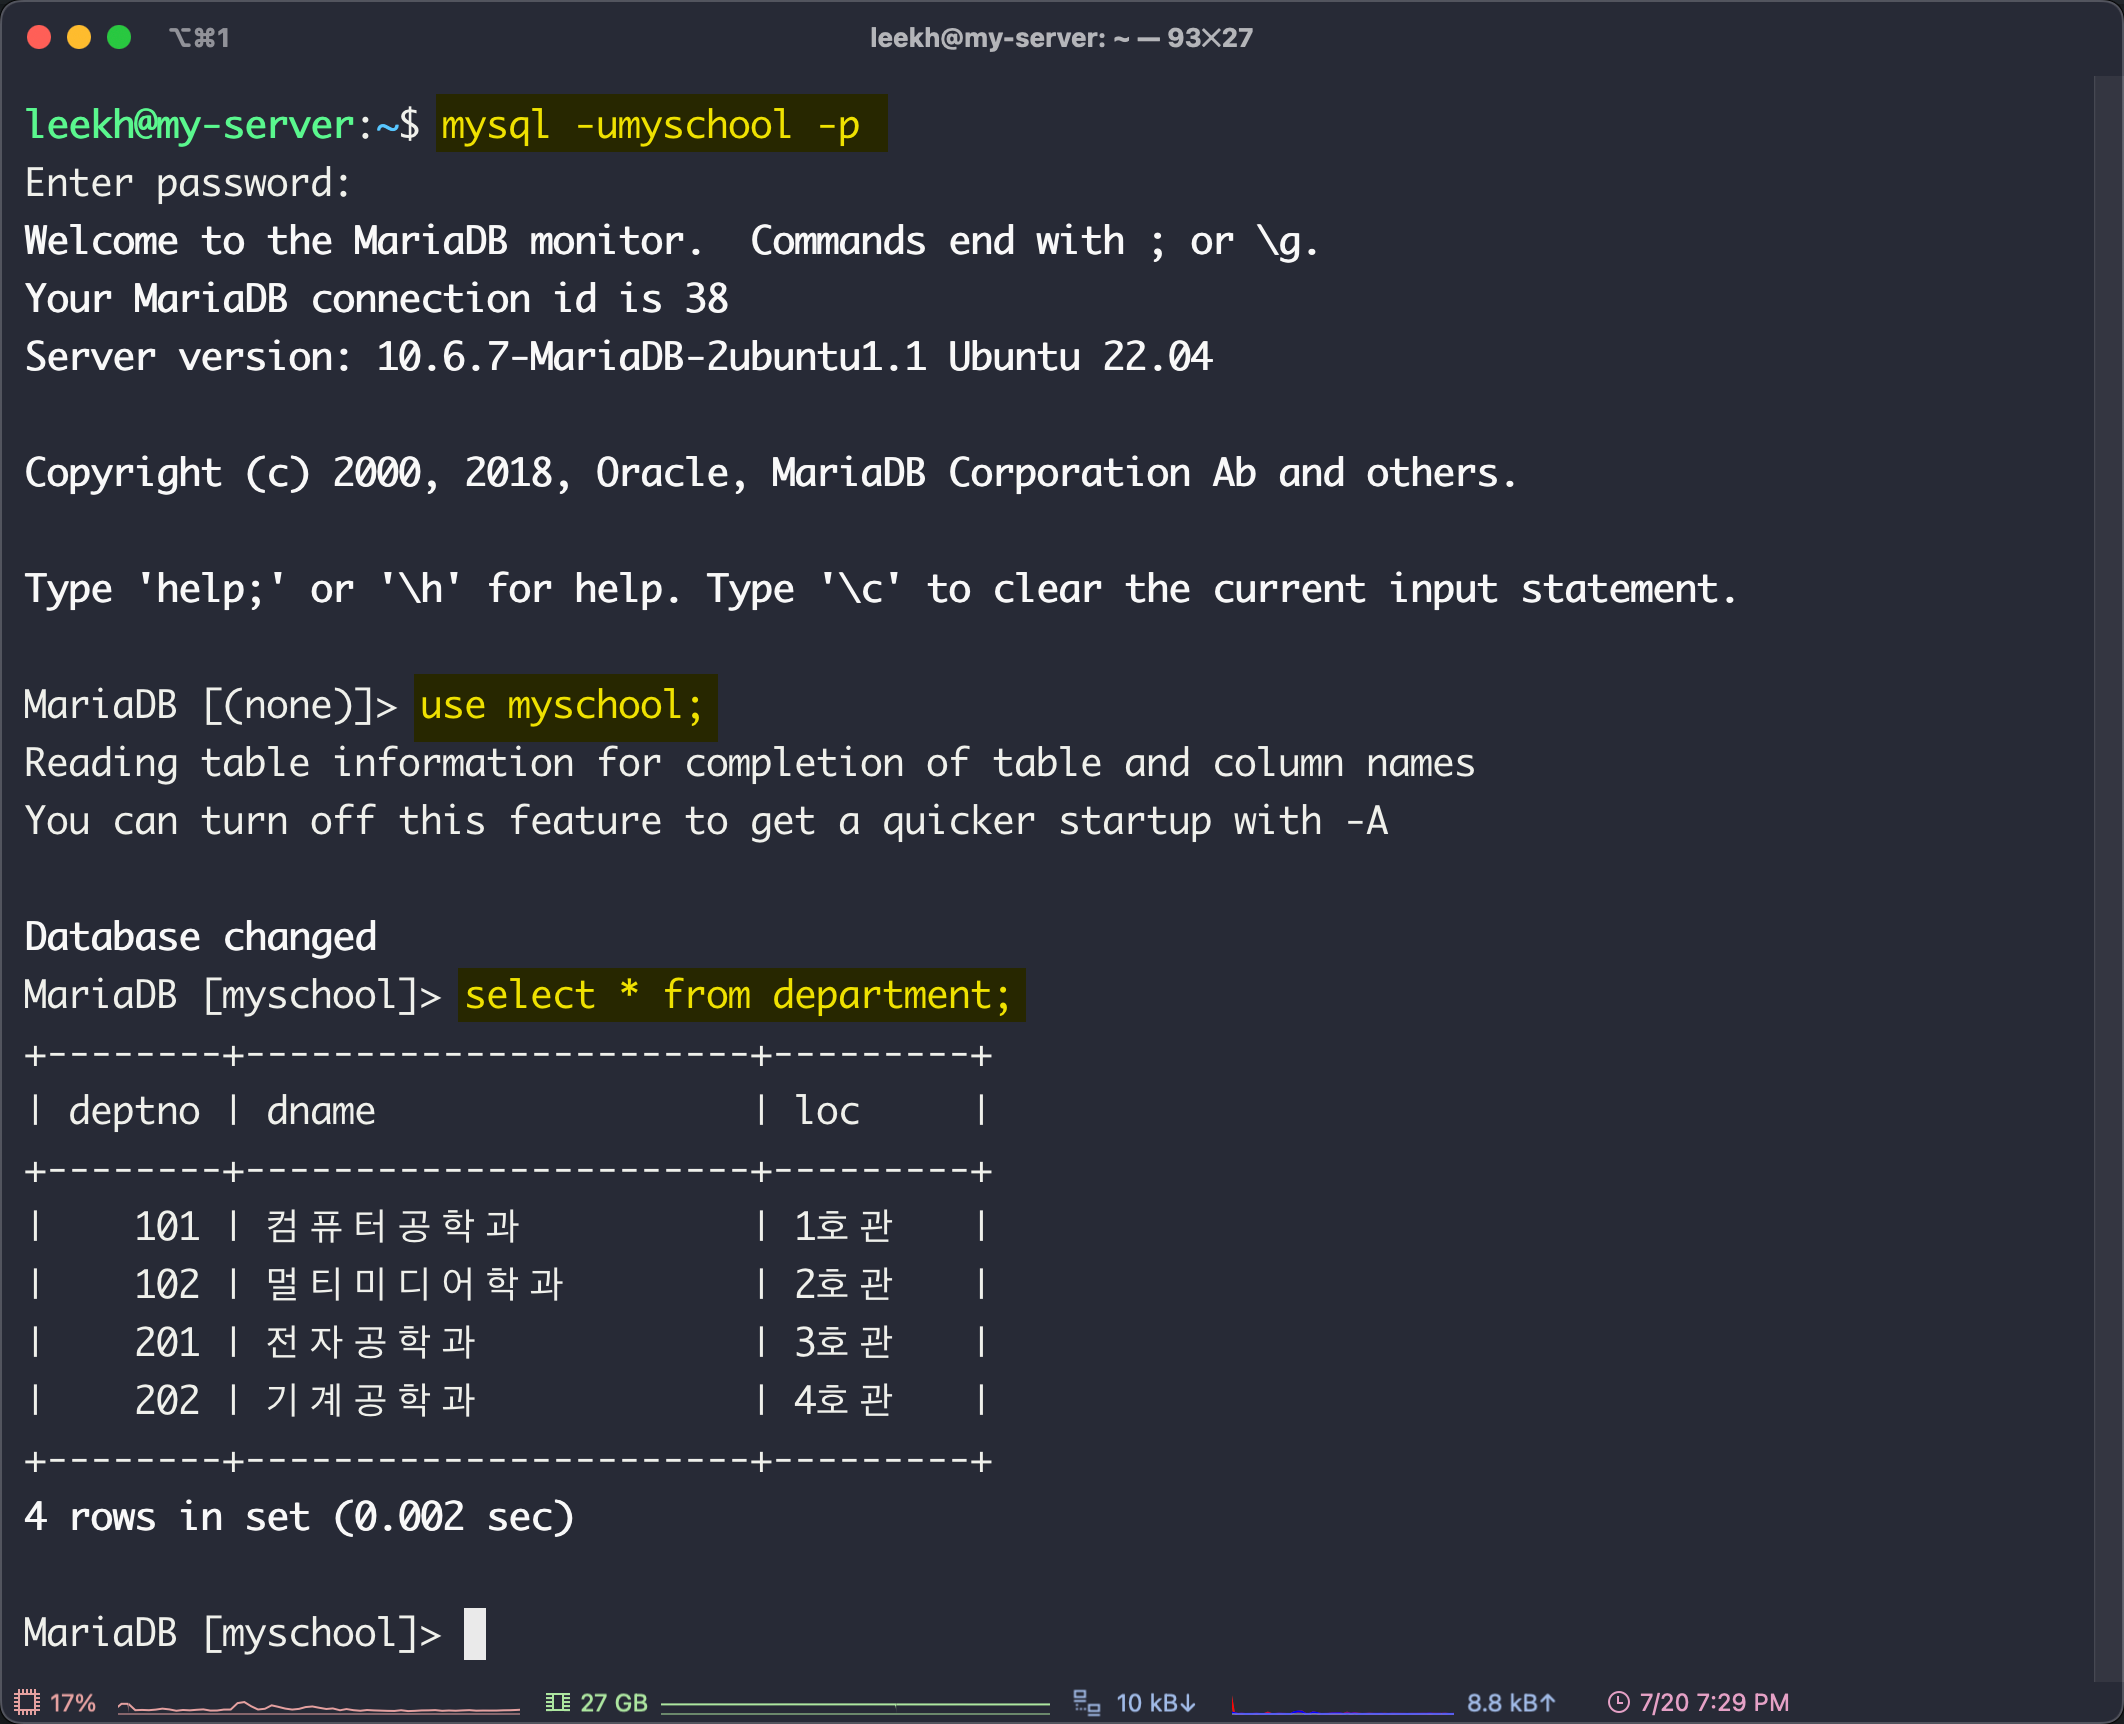 ⌥⌘1 leekh@my-server: ~ — 93×27
leekh@my-server:~$ mysql -umyschool -p
Enter password:
Welcome to the MariaDB monitor.  Commands end with ; or \g.
Your MariaDB connection id is 38
Server version: 10.6.7-MariaDB-2ubuntu1.1 Ubuntu 22.04
Copyright (c) 2000, 2018, Oracle, MariaDB Corporation Ab and others.
Type 'help;' or '\h' for help. Type '\c' to clear the current input statement.
MariaDB [(none)]> use myschool;
Reading table information for completion of table and column names
You can turn off this feature to get a quicker startup with -A
Database changed
MariaDB [myschool]> select * from department;
+--------+-----------------------+---------+
| deptno | dname                 | loc     |
+--------+-----------------------+---------+
|    101 | 컴퓨터공학과          | 1호관   |
|    102 | 멀티미디어학과        | 2호관   |
|    201 | 전자공학과            | 3호관   |
|    202 | 기계공학과            | 4호관   |
+--------+-----------------------+---------+
4 rows in set (0.002 sec)
MariaDB [myschool]>
17% 27 GB 10 kB↓ 8.8 kB↑ 7/20 7:29 PM